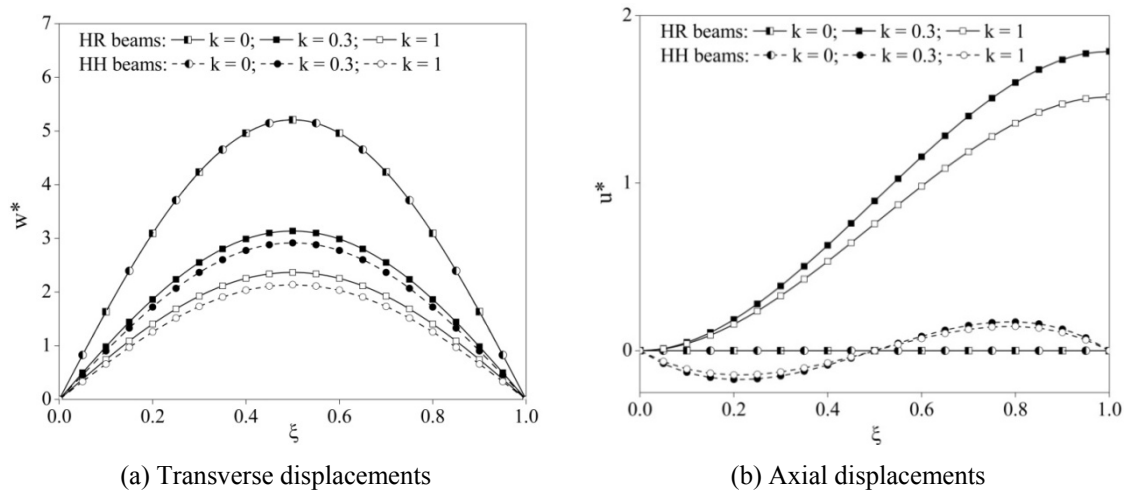 7
6
5
4
3
2
1
0
w*
HR beams: k = 0; k = 0.3; k = 1
HH beams: k = 0; k = 0.3; k = 1
0.0 0.2 0.4 0.6 0.8 1.0
ξ
(a) Transverse displacements
2
1
0
u*
HR beams: k = 0; k = 0.3; k = 1
HH beams: k = 0; k = 0.3; k = 1
0.0 0.2 0.4 0.6 0.8 1.0
ξ
(b) Axial displacements